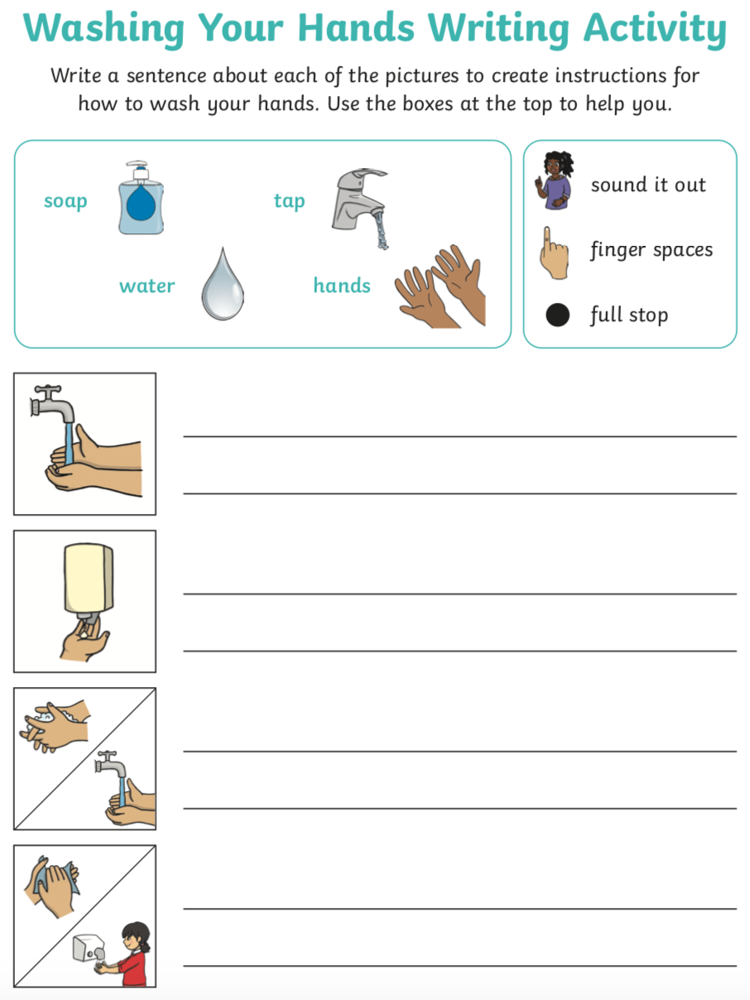 Washing Your Hands Writing Activity
Write a sentence about each of the pictures to create instructions for
how to wash your hands. Use the boxes at the top to help you.
soap
tap
water
hands
sound it out
finger spaces
full stop